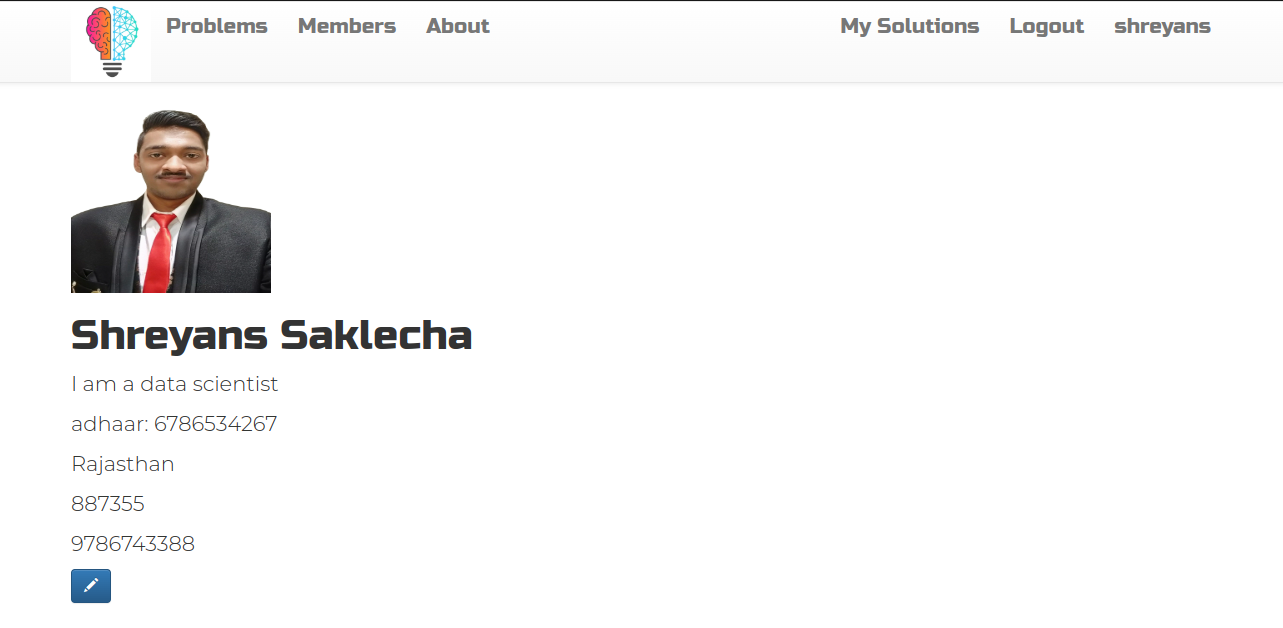 Problems Members About My Solutions Logout shreyans
Shreyans Saklecha
I am a data scientist
adhaar: 6786534267
Rajasthan
887355
9786743388